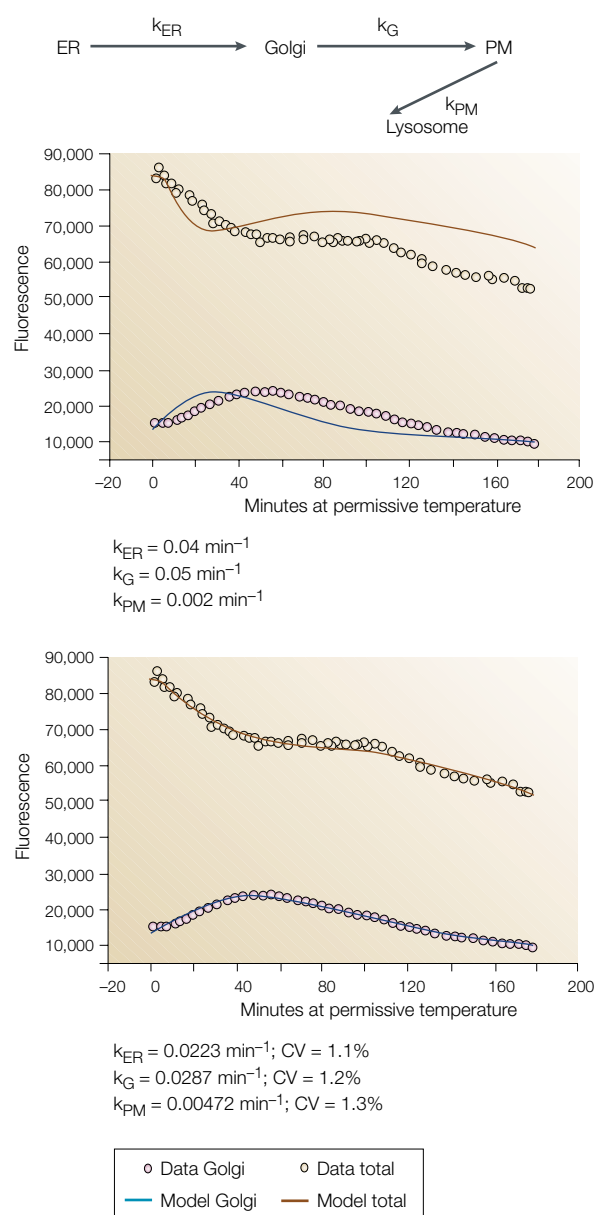 k_ER k_G
ER Golgi PM
k_PM
Lysosome
90,000
80,000
70,000
60,000
50,000
40,000
30,000
20,000
10,000
Fluorescence
–20 0 40 80 120 160 200
Minutes at permissive temperature
k_ER = 0.04 min⁻¹
k_G = 0.05 min⁻¹
k_PM = 0.002 min⁻¹
90,000
80,000
70,000
60,000
50,000
40,000
30,000
20,000
10,000
Fluorescence
–20 0 40 80 120 160 200
Minutes at permissive temperature
k_ER = 0.0223 min⁻¹; CV = 1.1%
k_G = 0.0287 min⁻¹; CV = 1.2%
k_PM = 0.00472 min⁻¹; CV = 1.3%
Data Golgi Data total
Model Golgi Model total